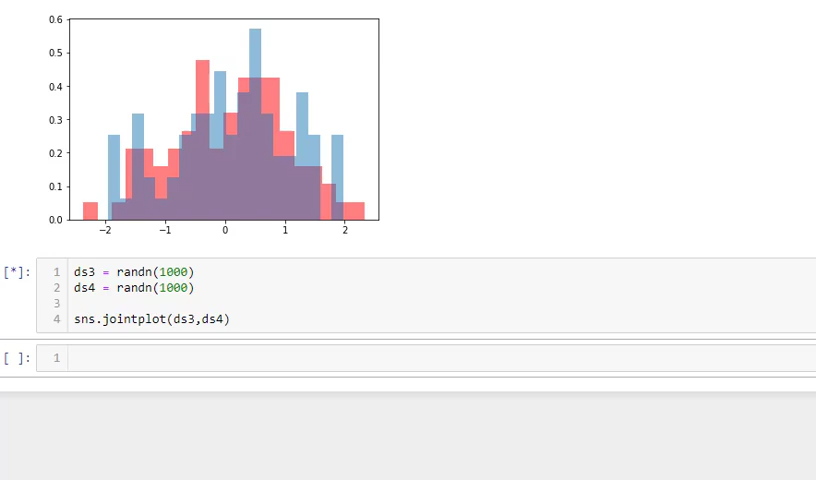 0.6
0.5
0.4
0.3
0.2
0.1
0.0
−2 −1 0 1 2
[*]: 1 ds3 = randn(1000)
2 ds4 = randn(1000)
3
4 sns.jointplot(ds3,ds4)
[ ]: 1